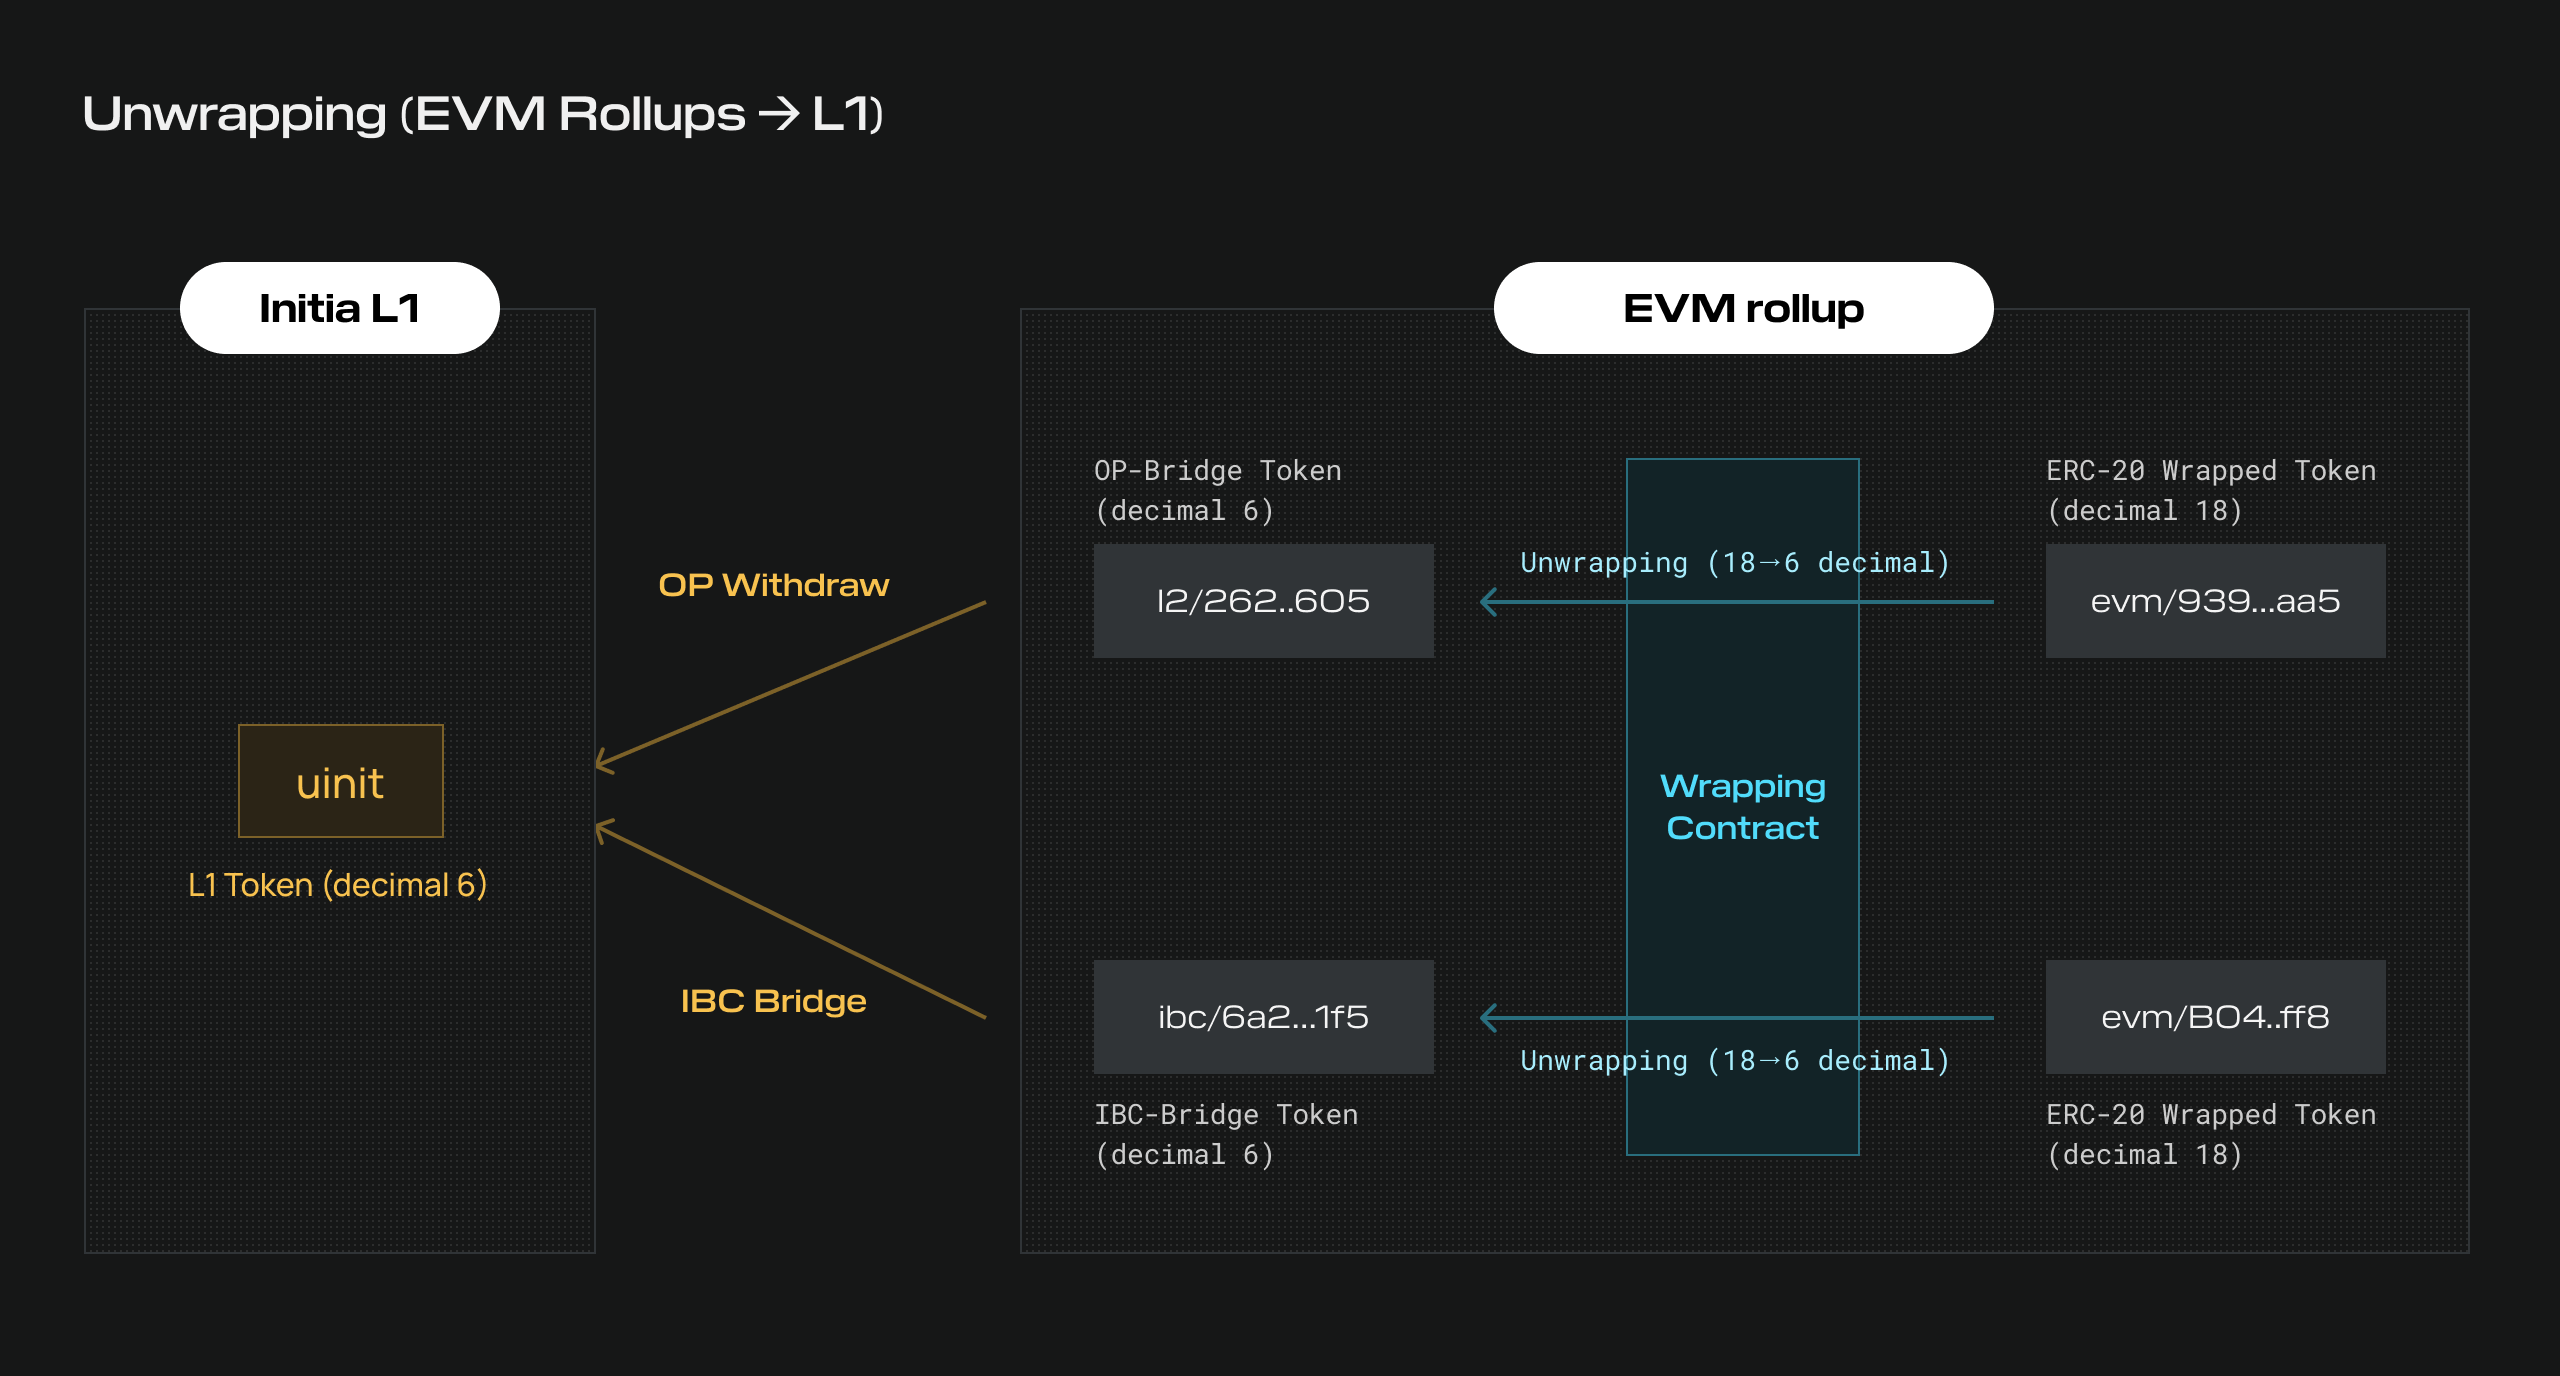 Unwrapping (EVM Rollups → L1)
Initia L1
EVM rollup
OP-Bridge Token
(decimal 6)
ERC-20 Wrapped Token
(decimal 18)
OP Withdraw
Unwrapping (18→6 decimal)
l2/262..605
evm/939...aa5
uinit
L1 Token (decimal 6)
Wrapping
Contract
IBC Bridge
ibc/6a2...1f5
evm/B04..ff8
Unwrapping (18→6 decimal)
IBC-Bridge Token
(decimal 6)
ERC-20 Wrapped Token
(decimal 18)